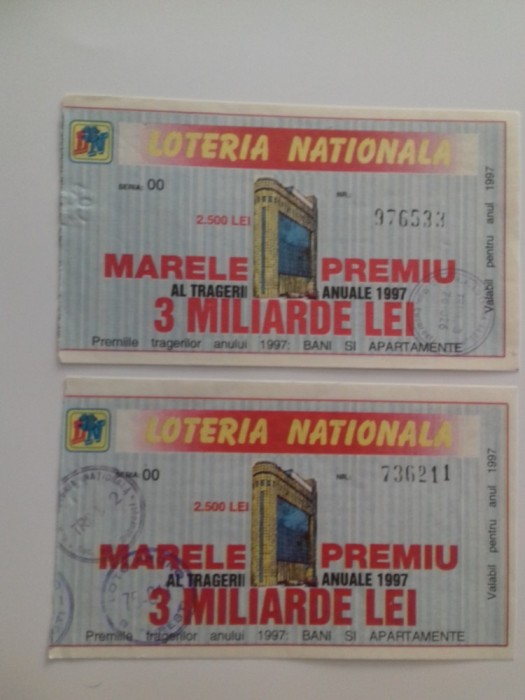 LOTERIA NATIONALA
SERIA: 00
NR.:
976533
2.500 LEI
MARELE PREMIU
AL TRAGERII ANUALE 1997
3 MILIARDE LEI
Premiile tragerilor anului 1997: BANI SI APARTAMENTE
Valabil pentru anul 1997
LOTERIA NATIONALA
SERIA: 00
NR.:
736211
2.500 LEI
MARELE PREMIU
AL TRAGERII ANUALE 1997
3 MILIARDE LEI
Premiile tragerilor anului 1997: BANI SI APARTAMENTE
Valabil pentru anul 1997